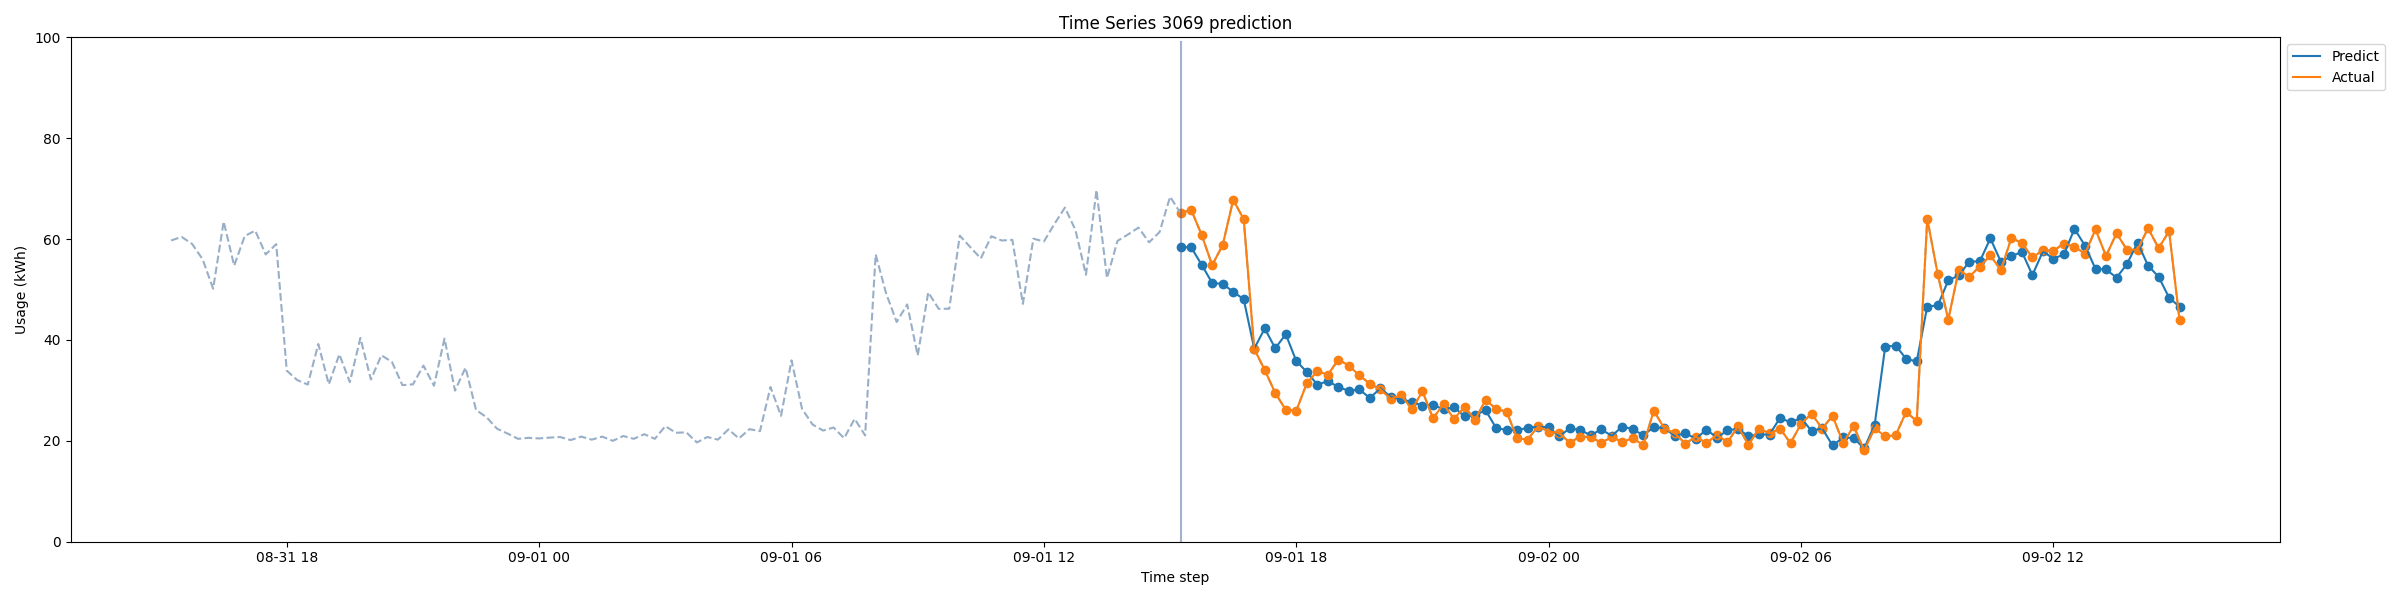 Time Series 3069 prediction
100
80
60
40
20
0
Usage (kWh)
08-31 18
09-01 00
09-01 06
09-01 12
09-01 18
09-02 00
09-02 06
09-02 12
Time step
Predict
Actual